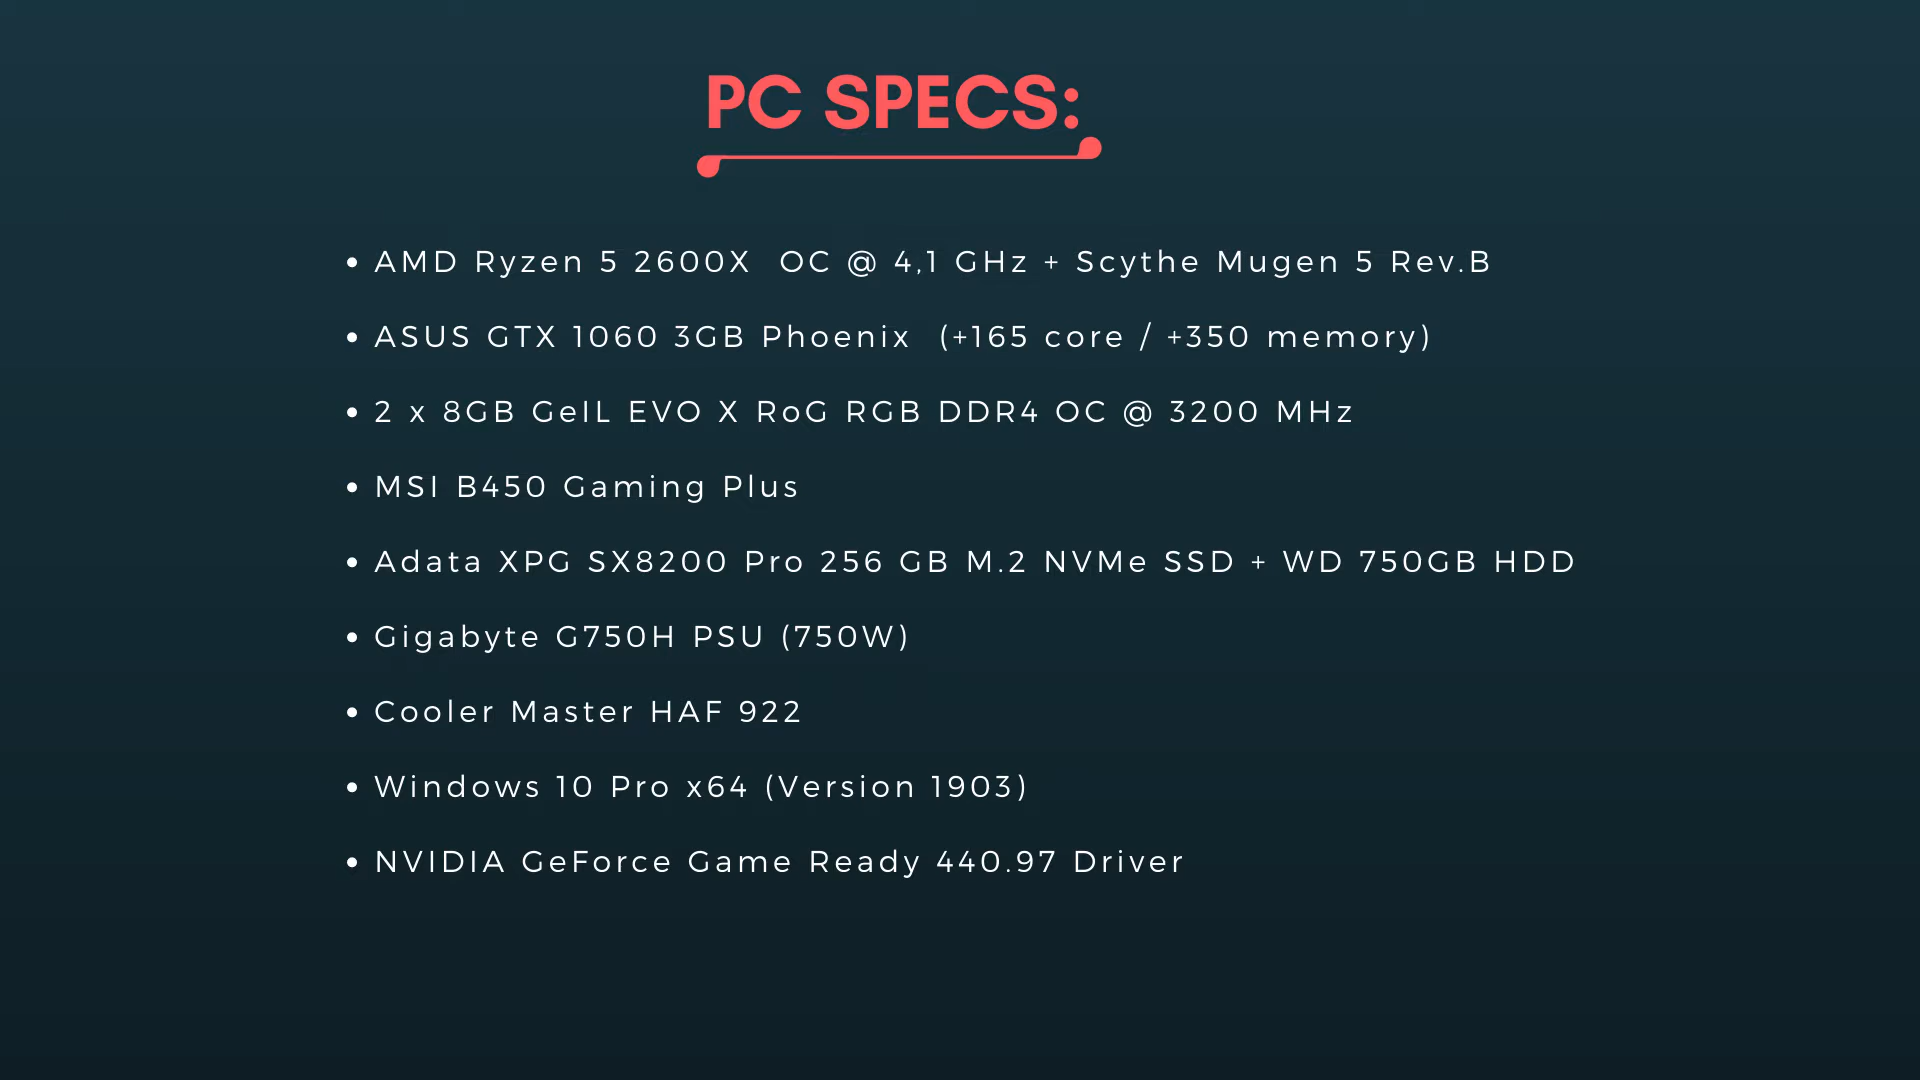 PC SPECS:
• AMD Ryzen 5 2600X  OC @ 4,1 GHz + Scythe Mugen 5 Rev.B
• ASUS GTX 1060 3GB Phoenix  (+165 core / +350 memory)
• 2 x 8GB GeIL EVO X RoG RGB DDR4 OC @ 3200 MHz
• MSI B450 Gaming Plus
• Adata XPG SX8200 Pro 256 GB M.2 NVMe SSD + WD 750GB HDD
• Gigabyte G750H PSU (750W)
• Cooler Master HAF 922
• Windows 10 Pro x64 (Version 1903)
• NVIDIA GeForce Game Ready 440.97 Driver